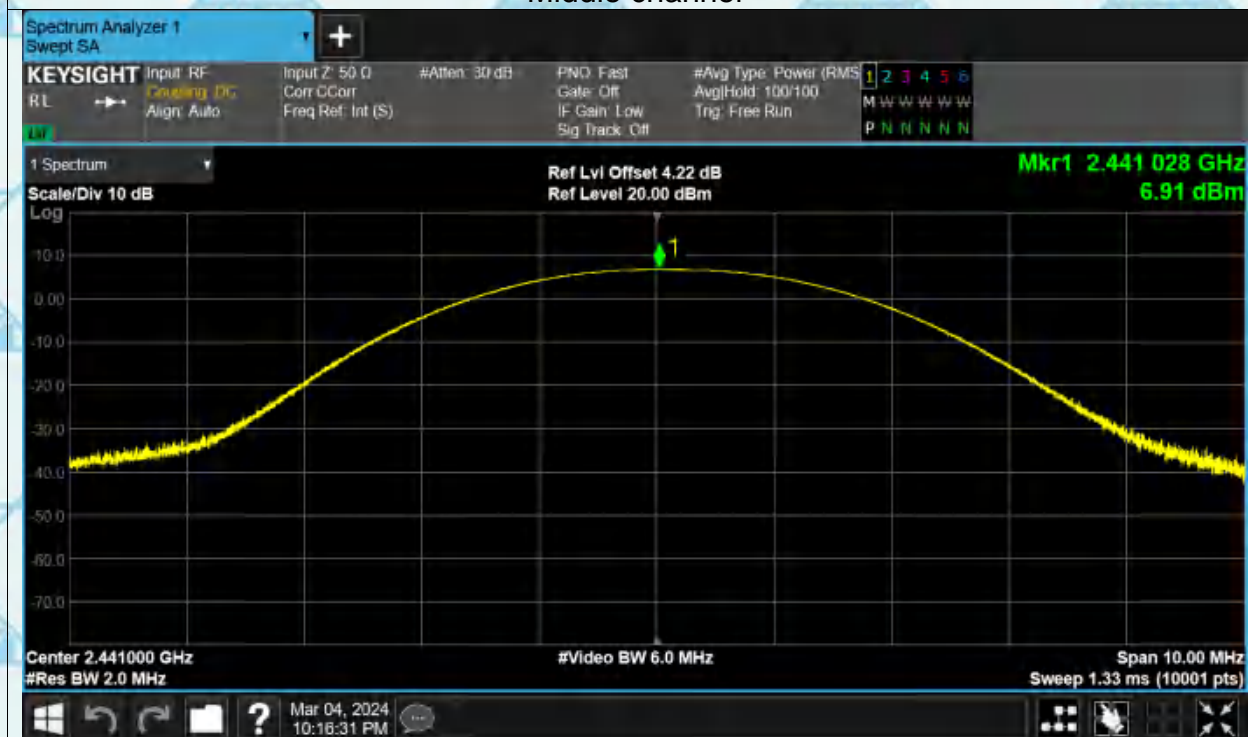 Middle channel
Spectrum Analyzer 1
Swept SA
+
KEYSIGHT Input: RF Input Z: 50 Ω #Atten: 30 dB PNO: Fast #Avg Type: Power (RMS 1 2 3 4 5 6
RL Coupling: DC Corr CCorr Gate: Off Avg|Hold: 100/100 M W W W W W
Align: Auto Freq Ref: Int (S) IF Gain: Low Trig: Free Run
Sig Track: Off P N N N N N
1 Spectrum Ref Lvl Offset 4.22 dB Mkr1 2.441 028 GHz
Scale/Div 10 dB Ref Level 20.00 dBm 6.91 dBm
Log
1
10.0
0.00
-10.0
-20.0
-30.0
-40.0
-50.0
-60.0
-70.0
Center 2.441000 GHz #Video BW 6.0 MHz Span 10.00 MHz
#Res BW 2.0 MHz Sweep 1.33 ms (10001 pts)
? Mar 04, 2024
10:16:31 PM